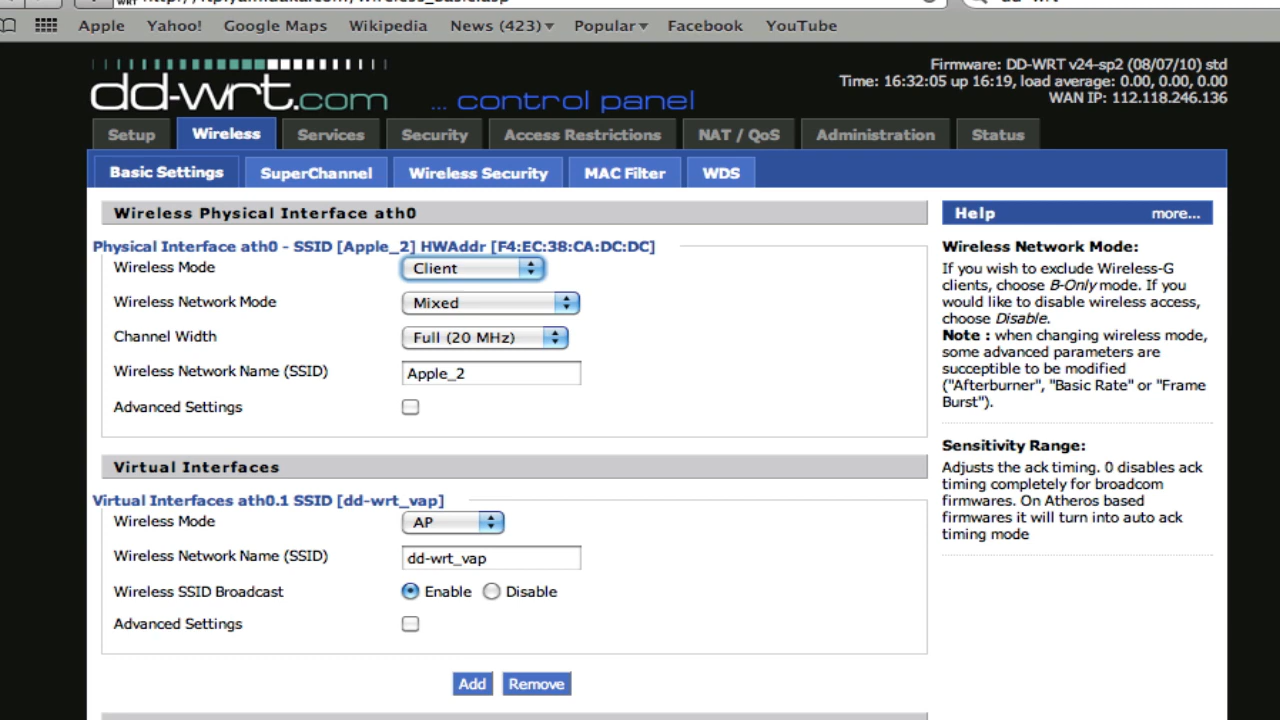 Apple Yahoo! Google Maps Wikipedia News (423)▾ Popular▾ Facebook YouTube
dd-wrt.com ... control panel
Firmware: DD-WRT v24-sp2 (08/07/10) std
Time: 16:32:05 up 16:19, load average: 0.00, 0.00, 0.00
WAN IP: 112.118.246.136
Setup Wireless Services Security Access Restrictions NAT / QoS Administration Status
Basic Settings SuperChannel Wireless Security MAC Filter WDS
Wireless Physical Interface ath0
Physical Interface ath0 - SSID [Apple_2] HWAddr [F4:EC:38:CA:DC:DC]
Wireless Mode Client
Wireless Network Mode Mixed
Channel Width Full (20 MHz)
Wireless Network Name (SSID) Apple_2
Advanced Settings
Virtual Interfaces
Virtual Interfaces ath0.1 SSID [dd-wrt_vap]
Wireless Mode AP
Wireless Network Name (SSID) dd-wrt_vap
Wireless SSID Broadcast Enable Disable
Advanced Settings
Add Remove
Help more...
Wireless Network Mode:
If you wish to exclude Wireless-G
clients, choose B-Only mode. If you
would like to disable wireless access,
choose Disable.
Note : when changing wireless mode,
some advanced parameters are
succeptible to be modified
("Afterburner", "Basic Rate" or "Frame
Burst").
Sensitivity Range:
Adjusts the ack timing. 0 disables ack
timing completely for broadcom
firmwares. On Atheros based
firmwares it will turn into auto ack
timing mode